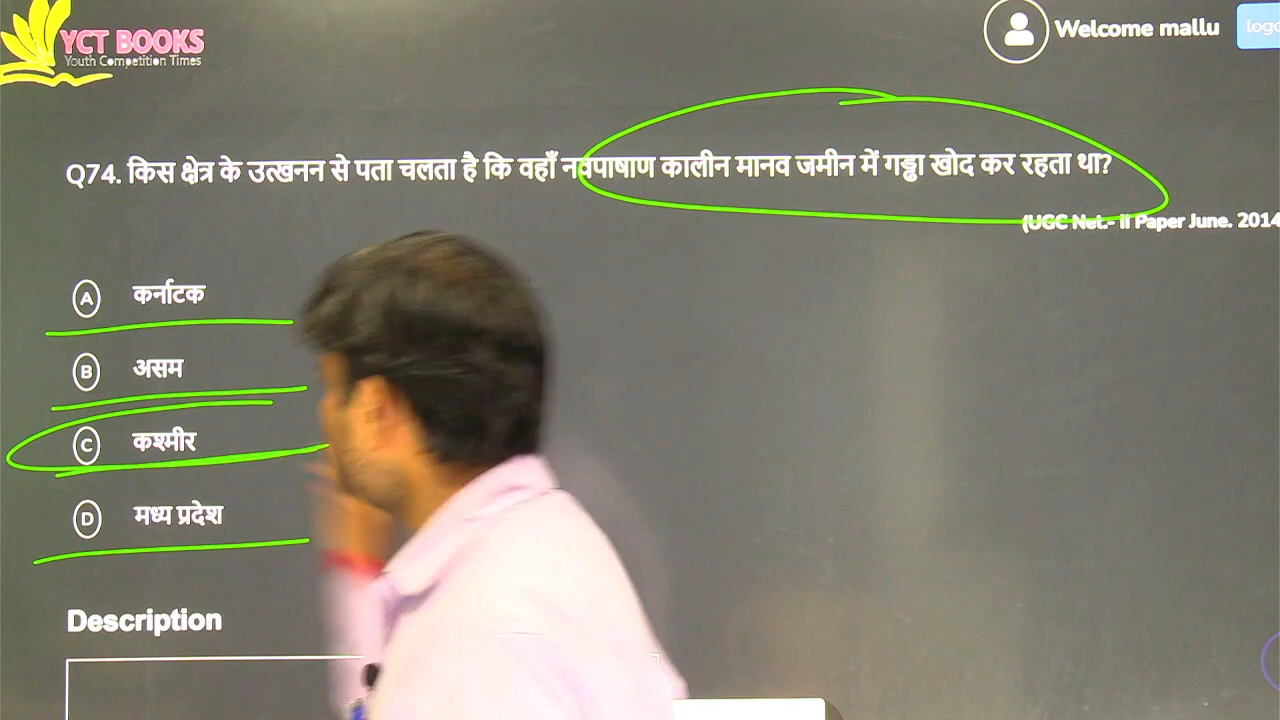 YCT BOOKS
Youth Competition Times
Welcome mallu
Q74. किस क्षेत्र के उत्खनन से पता चलता है कि वहाँ नवपाषाण कालीन मानव जमीन में गड्ढा खोद कर रहता था?
(UGC Net.- II Paper June. 2014
A कर्नाटक
B असम
C कश्मीर
D मध्य प्रदेश
Description